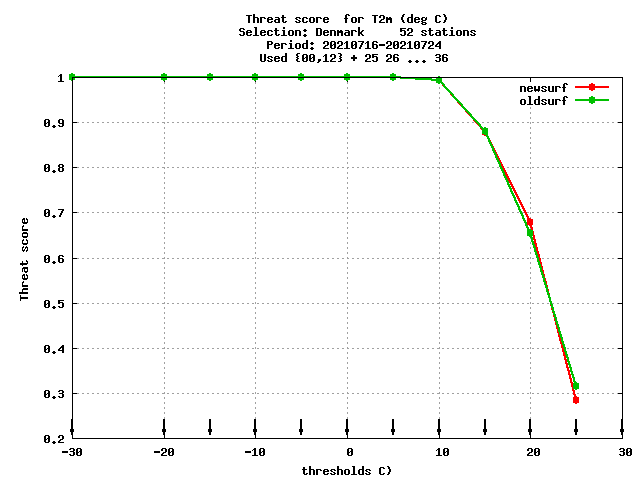 Threat score  for T2m (deg C)
Selection: Denmark     52 stations
Period: 20210716-20210724
Used {00,12} + 25 26 ... 36
newsurf
oldsurf
1
0.9
0.8
0.7
0.6
0.5
0.4
0.3
0.2
Threat score
-30 -20 -10 0 10 20 30
thresholds C)